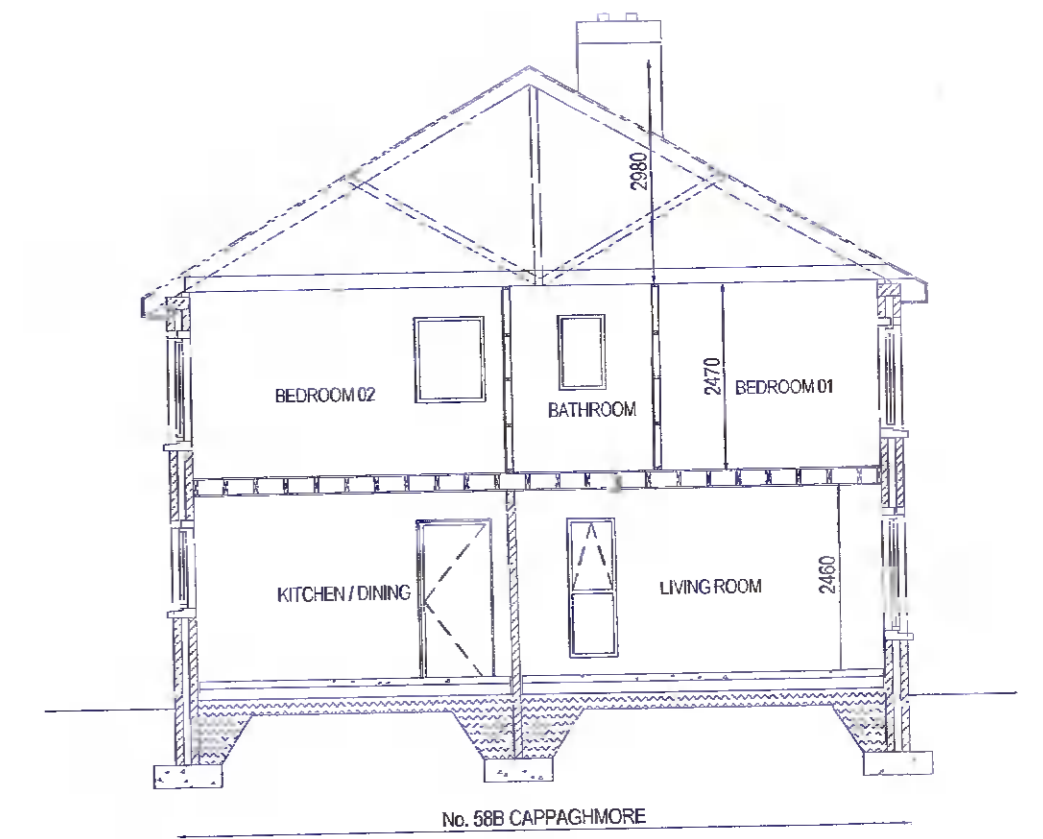 2980
BEDROOM 02
BATHROOM
2470
BEDROOM 01
KITCHEN / DINING
LIVING ROOM
2460
No. 58B CAPPAGHMORE